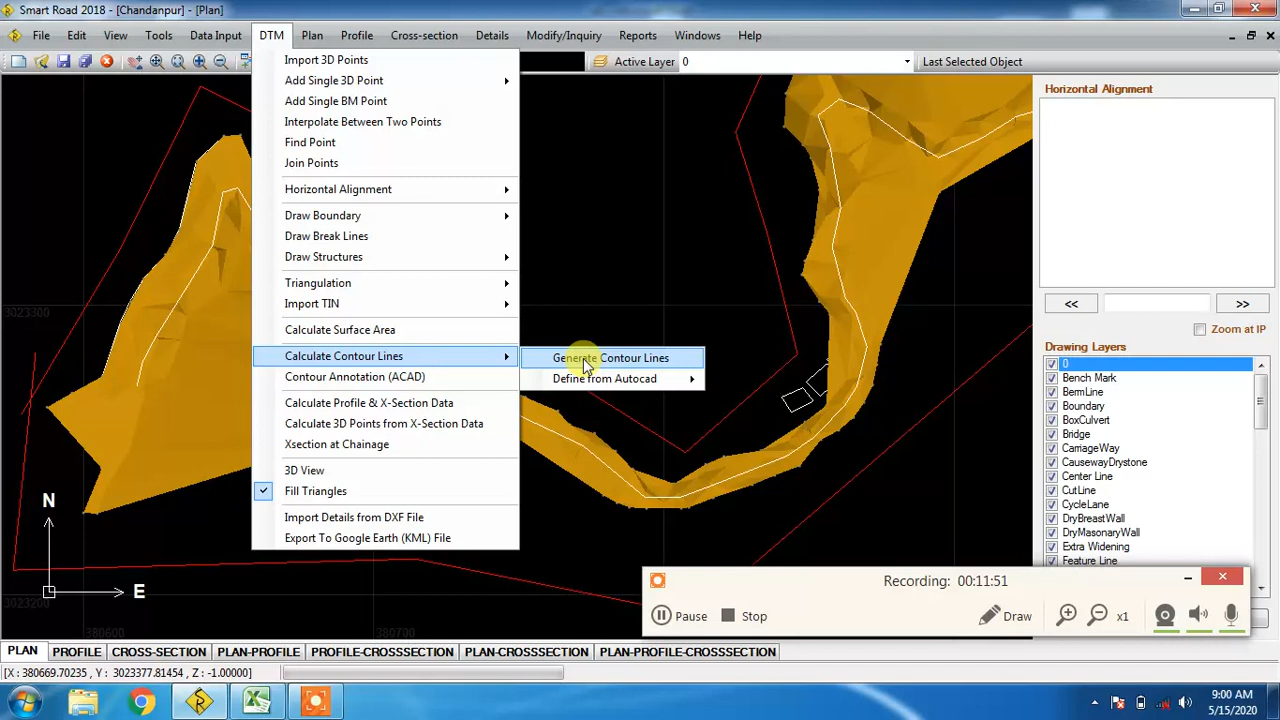 Smart Road 2018 - [Chandanpur] - [Plan]
File Edit View Tools Data Input DTM Plan Profile Cross-section Details Modify/Inquiry Reports Windows Help
Active Layer 0 Last Selected Object
Import 3D Points
Add Single 3D Point
Add Single BM Point
Interpolate Between Two Points
Find Point
Join Points
Horizontal Alignment
Draw Boundary
Draw Break Lines
Draw Structures
Triangulation
Import TIN
Calculate Surface Area
Calculate Contour Lines
Contour Annotation (ACAD)
Calculate Profile & X-Section Data
Calculate 3D Points from X-Section Data
Xsection at Chainage
3D View
Fill Triangles
Import Details from DXF File
Export To Google Earth (KML) File
Generate Contour Lines
Define from Autocad
Horizontal Alignment
<< >>
Zoom at IP
Drawing Layers
0
Bench Mark
BermLine
Boundary
BoxCulvert
Bridge
CarriageWay
CausewayDrystone
Center Line
CutLine
CycleLane
DryBreastWall
DryMasonaryWall
Extra Widening
Feature Line
3023300
N
E
3023200
380600
380700
Recording: 00:11:51
Pause Stop Draw x1
PLAN PROFILE CROSS-SECTION PLAN-PROFILE PROFILE-CROSSSECTION PLAN-CROSSSECTION PLAN-PROFILE-CROSSSECTION
[X : 380669.70235, Y : 3023377.81454, Z : -1.00000]
9:00 AM
5/15/2020